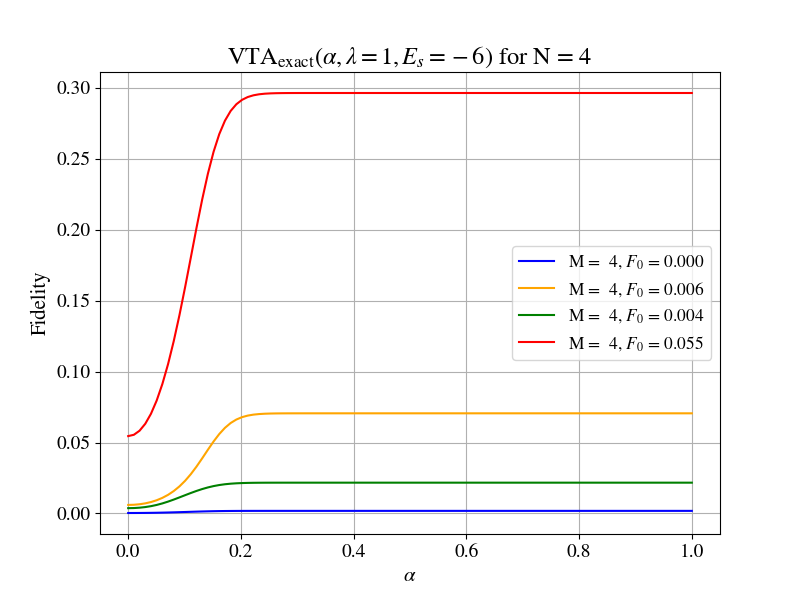 VTA_exact(α, λ = 1, E_s = −6) for N = 4
0.30
0.25
0.20
0.15
0.10
0.05
0.00
Fidelity
M = 4, F_0 = 0.000
M = 4, F_0 = 0.006
M = 4, F_0 = 0.004
M = 4, F_0 = 0.055
0.0 0.2 0.4 0.6 0.8 1.0
α